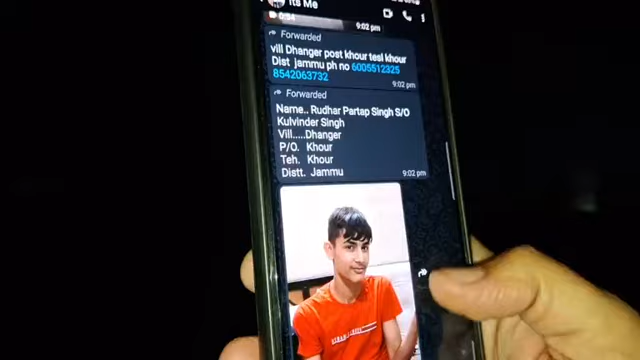 Its Me
0:34
9:02 pm
Forwarded
vill Dhanger post khour tesl khour
Dist jammu ph no 6005512325
8542063732
9:02 pm
Forwarded
Name.. Rudhar Partap Singh S/O
Kulvinder Singh
Vill.....Dhanger
P/O. Khour
Teh. Khour
Distt. Jammu
9:02 pm